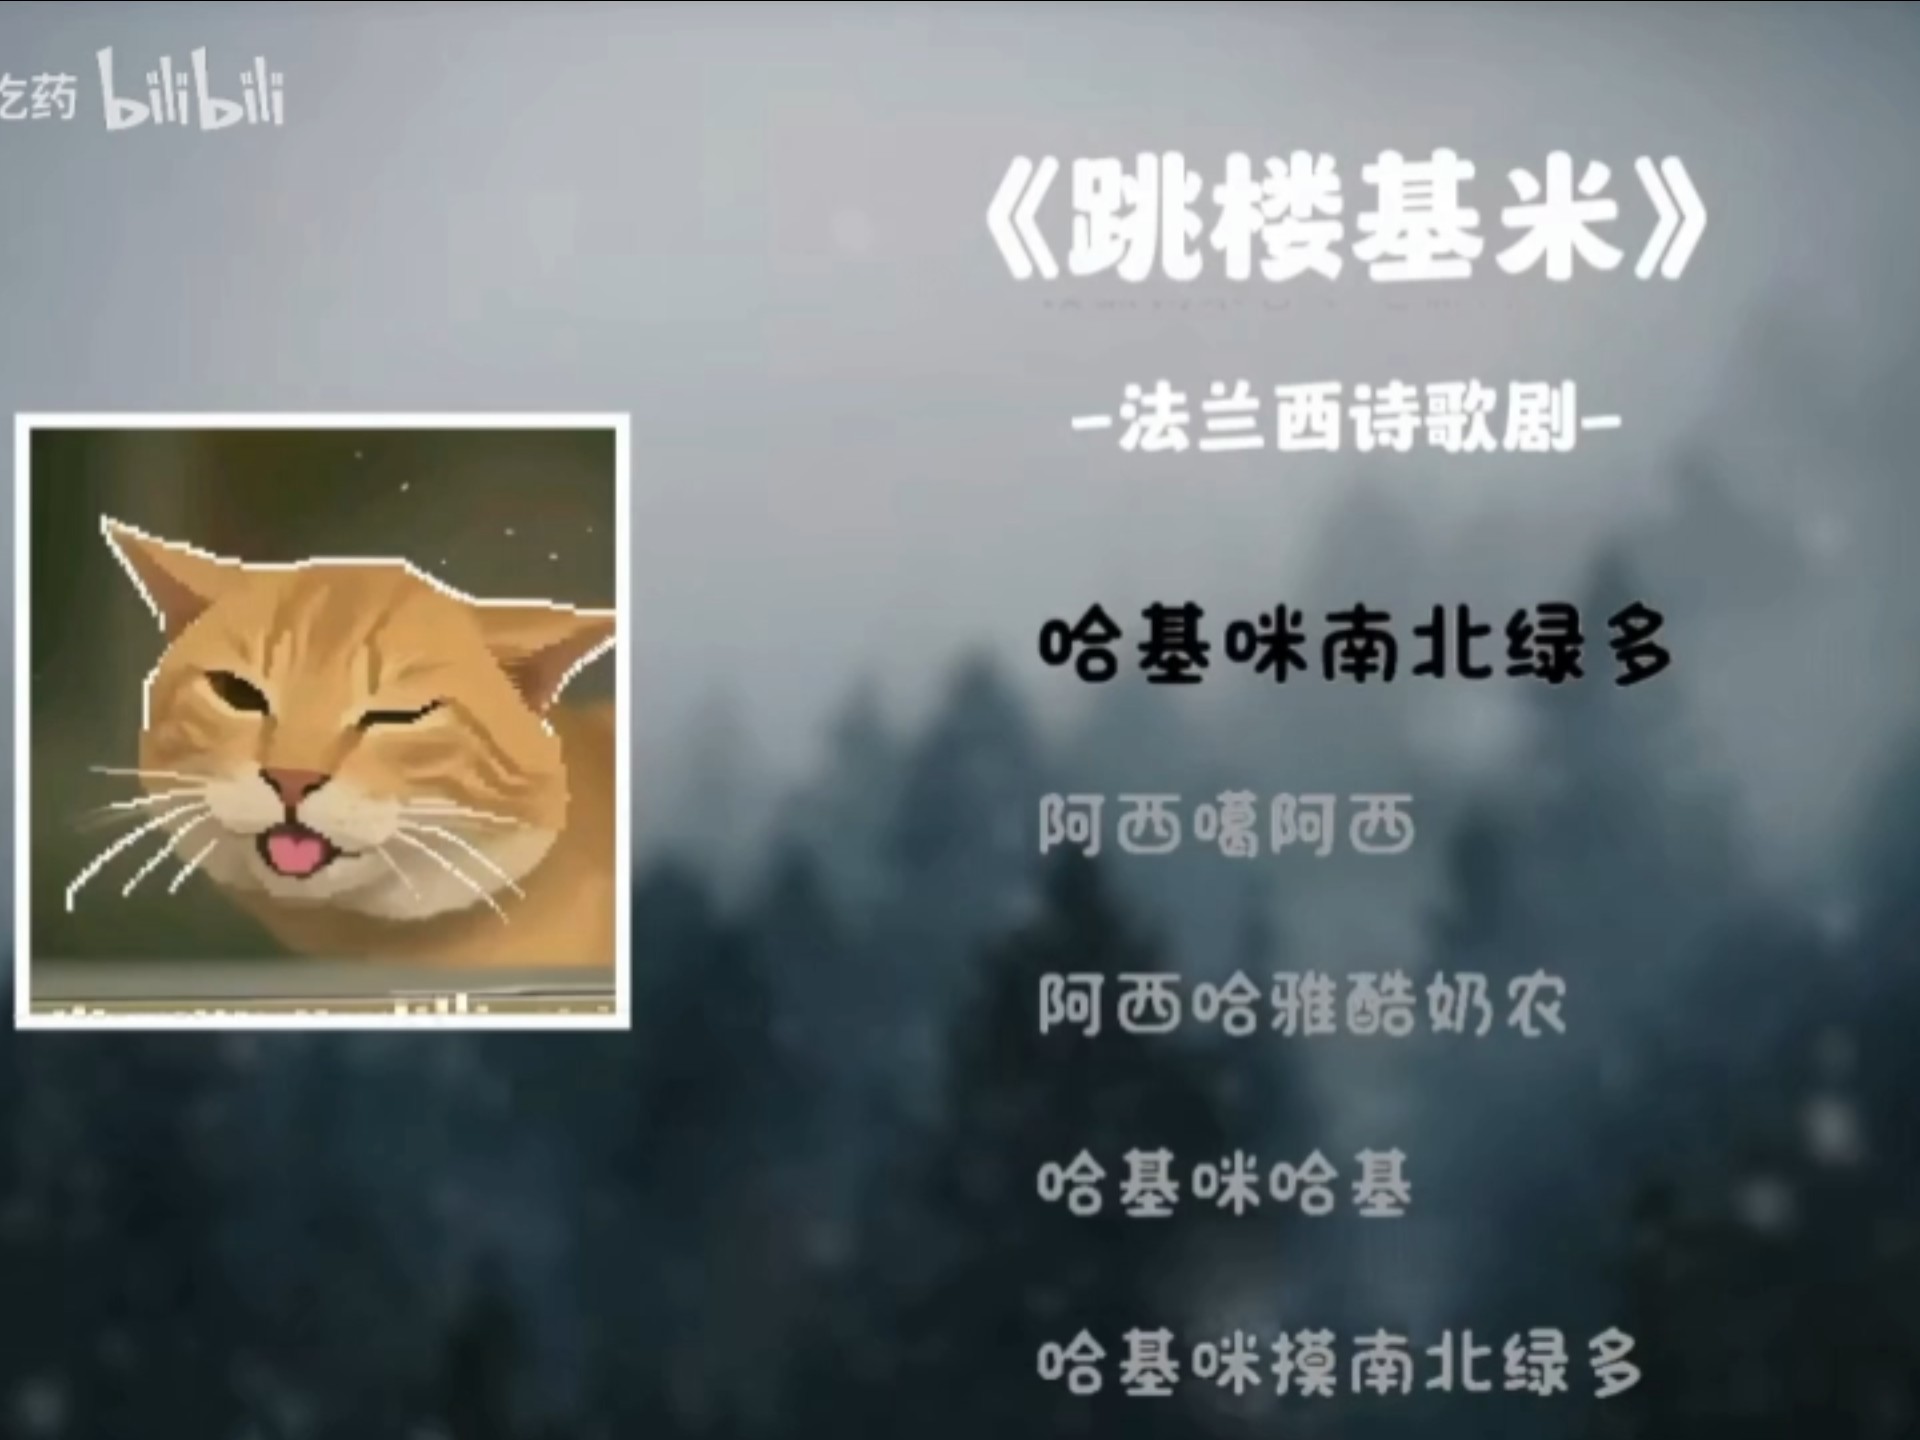 吃药 bilibili
《跳楼基米》
-法兰西诗歌剧-
哈基咪南北绿多
阿西噶阿西
阿西哈雅酷奶农
哈基咪哈基
哈基咪摸南北绿多